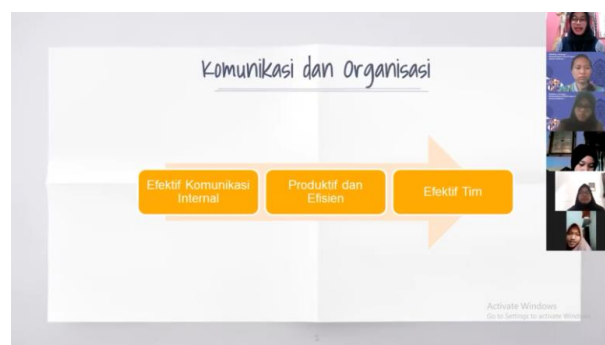 Komunikasi dan Organisasi
Efektif Komunikasi
Internal
Produktif dan
Efisien
Efektif Tim
Activate Windows
Go to Settings to activate Windows.